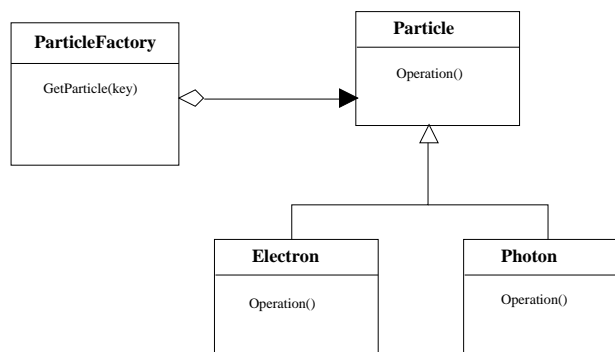 ParticleFactory
GetParticle(key)
Particle
Operation()
Electron
Operation()
Photon
Operation()